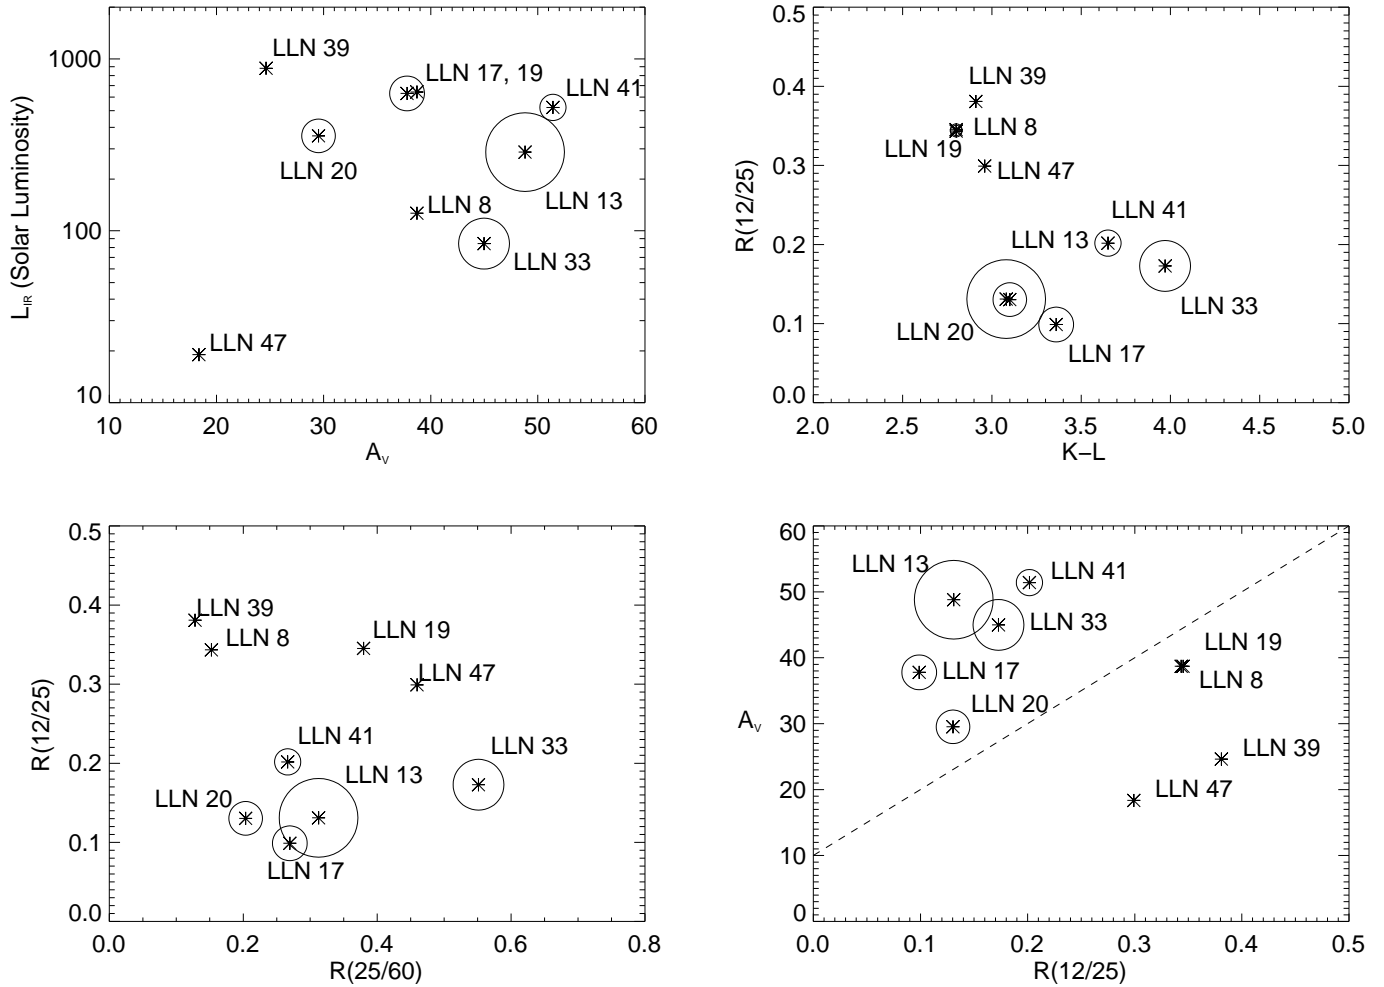 1000
100
10
L_IR (Solar Luminosity)
LLN 39
LLN 17, 19
LLN 41
LLN 20
LLN 13
LLN 8
LLN 33
LLN 47
10 20 30 40 50 60
A_V
0.5
0.4
0.3
0.2
0.1
0.0
R(12/25)
LLN 39
LLN 8
LLN 19
LLN 47
LLN 41
LLN 13
LLN 33
LLN 20
LLN 17
2.0 2.5 3.0 3.5 4.0 4.5 5.0
K−L
0.5
0.4
0.3
0.2
0.1
0.0
R(12/25)
LLN 39
LLN 8
LLN 19
LLN 47
LLN 41
LLN 33
LLN 13
LLN 20
LLN 17
0.0 0.2 0.4 0.6 0.8
R(25/60)
60
50
40
30
20
10
0
A_V
LLN 13
LLN 41
LLN 33
LLN 19
LLN 17
LLN 8
LLN 20
LLN 39
LLN 47
0.0 0.1 0.2 0.3 0.4 0.5
R(12/25)